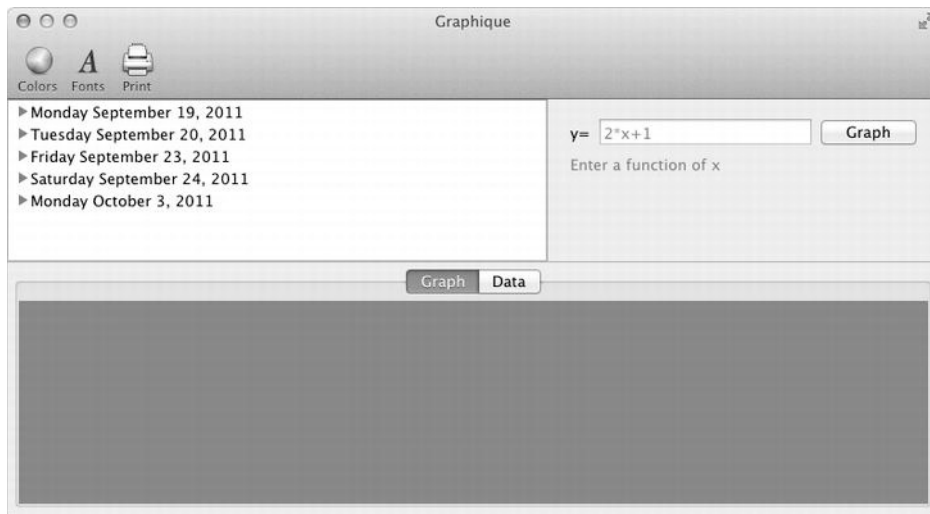 Graphique
Colors Fonts Print
Monday September 19, 2011
Tuesday September 20, 2011
Friday September 23, 2011
Saturday September 24, 2011
Monday October 3, 2011
y= 2*x+1 Graph
Enter a function of x
Graph Data